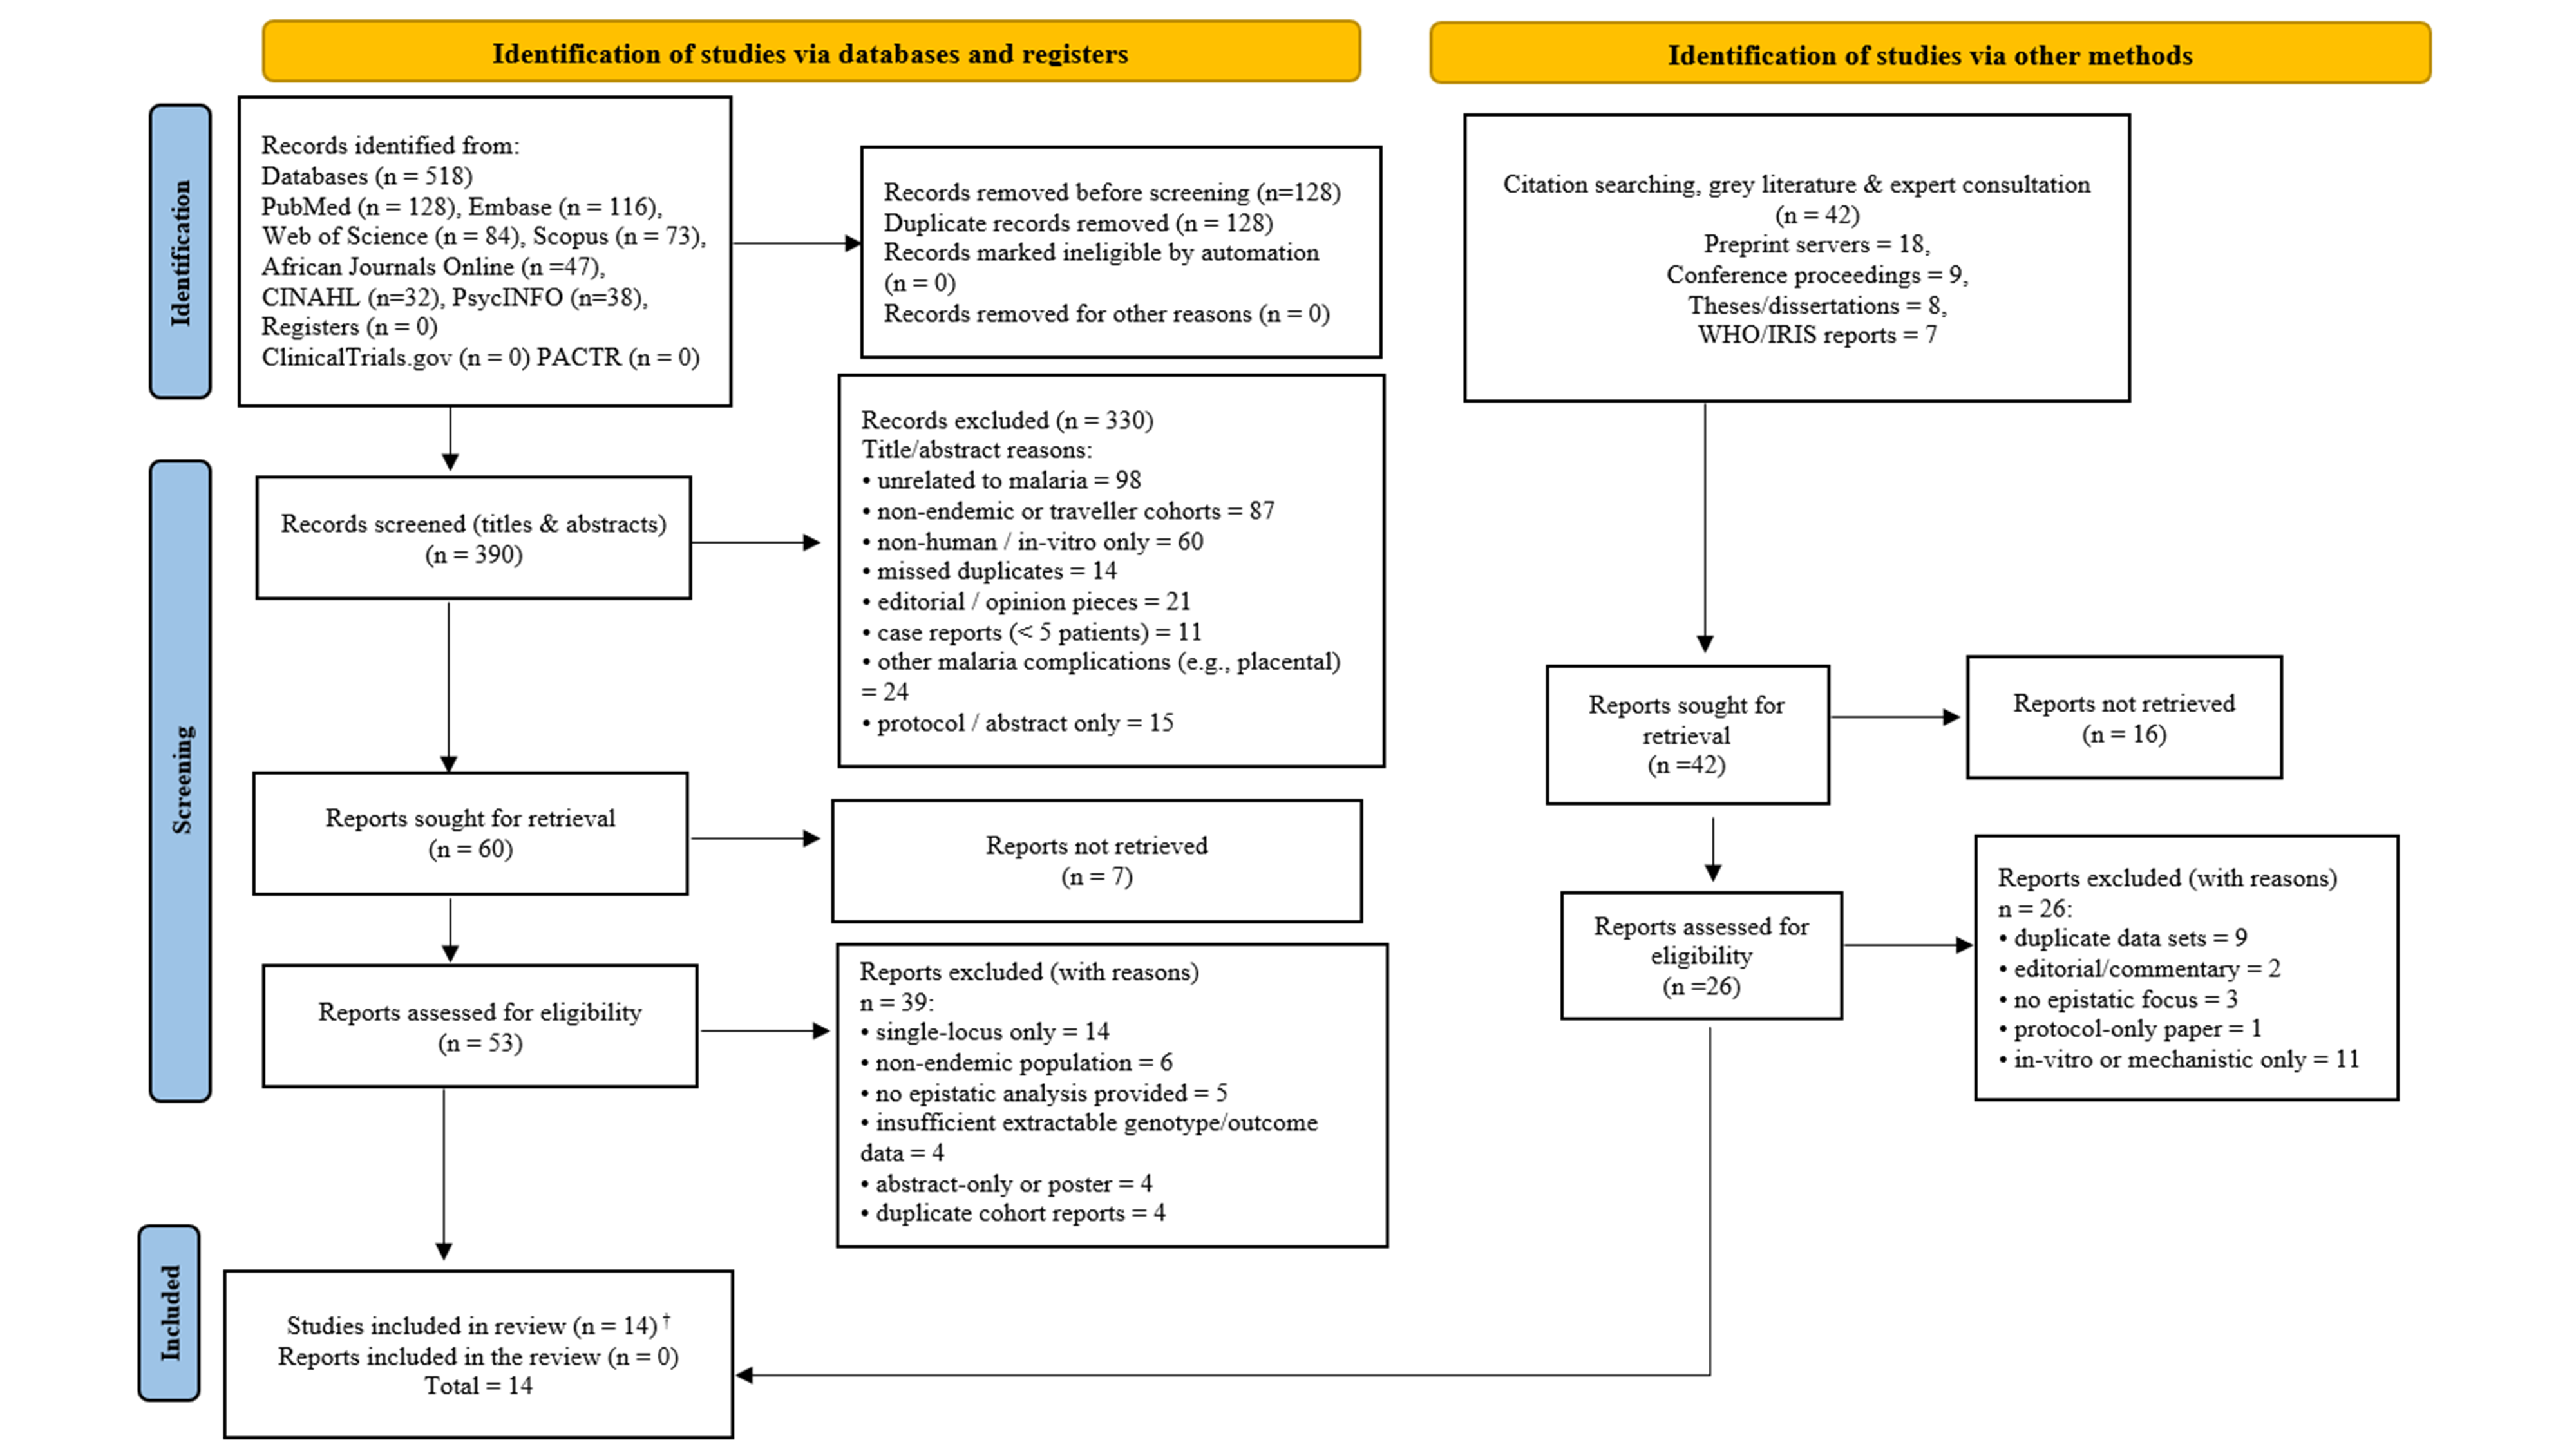 Identification of studies via databases and registers
Identification of studies via other methods
Identification
Records identified from:
Databases (n = 518)
PubMed (n = 128), Embase (n = 116),
Web of Science (n = 84), Scopus (n = 73),
African Journals Online (n =47),
CINAHL (n=32), PsycINFO (n=38),
Registers (n = 0)
ClinicalTrials.gov (n = 0) PACTR (n = 0)
Records removed before screening (n=128)
Duplicate records removed (n = 128)
Records marked ineligible by automation
(n = 0)
Records removed for other reasons (n = 0)
Citation searching, grey literature & expert consultation
(n = 42)
Preprint servers = 18,
Conference proceedings = 9,
Theses/dissertations = 8,
WHO/IRIS reports = 7
Screening
Records screened (titles & abstracts)
(n = 390)
Records excluded (n = 330)
Title/abstract reasons:
• unrelated to malaria = 98
• non-endemic or traveller cohorts = 87
• non-human / in-vitro only = 60
• missed duplicates = 14
• editorial / opinion pieces = 21
• case reports (< 5 patients) = 11
• other malaria complications (e.g., placental)
= 24
• protocol / abstract only = 15
Reports sought for retrieval
(n = 60)
Reports not retrieved
(n = 7)
Reports sought for
retrieval
(n =42)
Reports not retrieved
(n = 16)
Reports assessed for eligibility
(n = 53)
Reports excluded (with reasons)
n = 39:
• single-locus only = 14
• non-endemic population = 6
• no epistatic analysis provided = 5
• insufficient extractable genotype/outcome
data = 4
• abstract-only or poster = 4
• duplicate cohort reports = 4
Reports assessed for
eligibility
(n =26)
Reports excluded (with reasons)
n = 26:
• duplicate data sets = 9
• editorial/commentary = 2
• no epistatic focus = 3
• protocol-only paper = 1
• in-vitro or mechanistic only = 11
Included
Studies included in review (n = 14) †
Reports included in the review (n = 0)
Total = 14